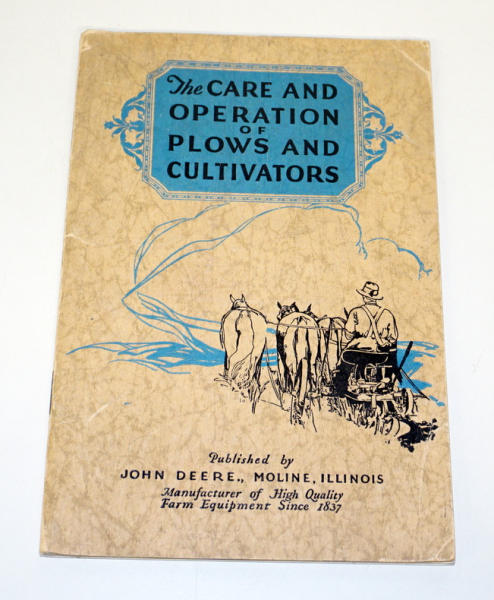 The CARE AND
OPERATION
OF
PLOWS AND
CULTIVATORS
Published by
JOHN DEERE,, MOLINE, ILLINOIS
Manufacturer of High Quality
Farm Equipment Since 1837